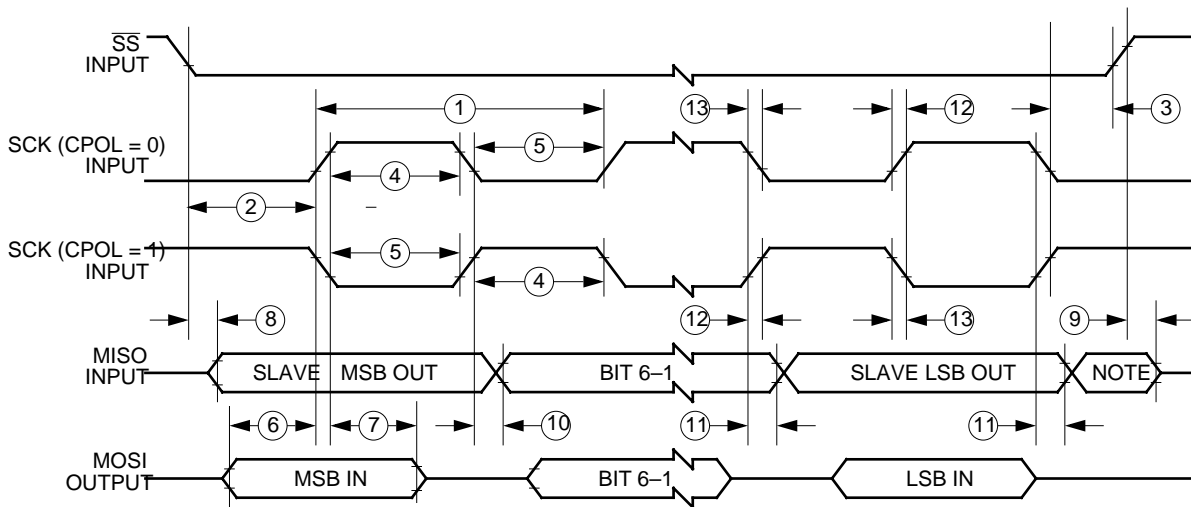 SS
INPUT
1
13
12
3
SCK (CPOL = 0)
INPUT
5
4
2
SCK (CPOL = 1)
INPUT
5
4
8
12
13
9
MISO
INPUT
SLAVE MSB OUT
BIT 6–1
SLAVE LSB OUT
NOTE
6
7
10
11
11
MOSI
OUTPUT
MSB IN
BIT 6–1
LSB IN